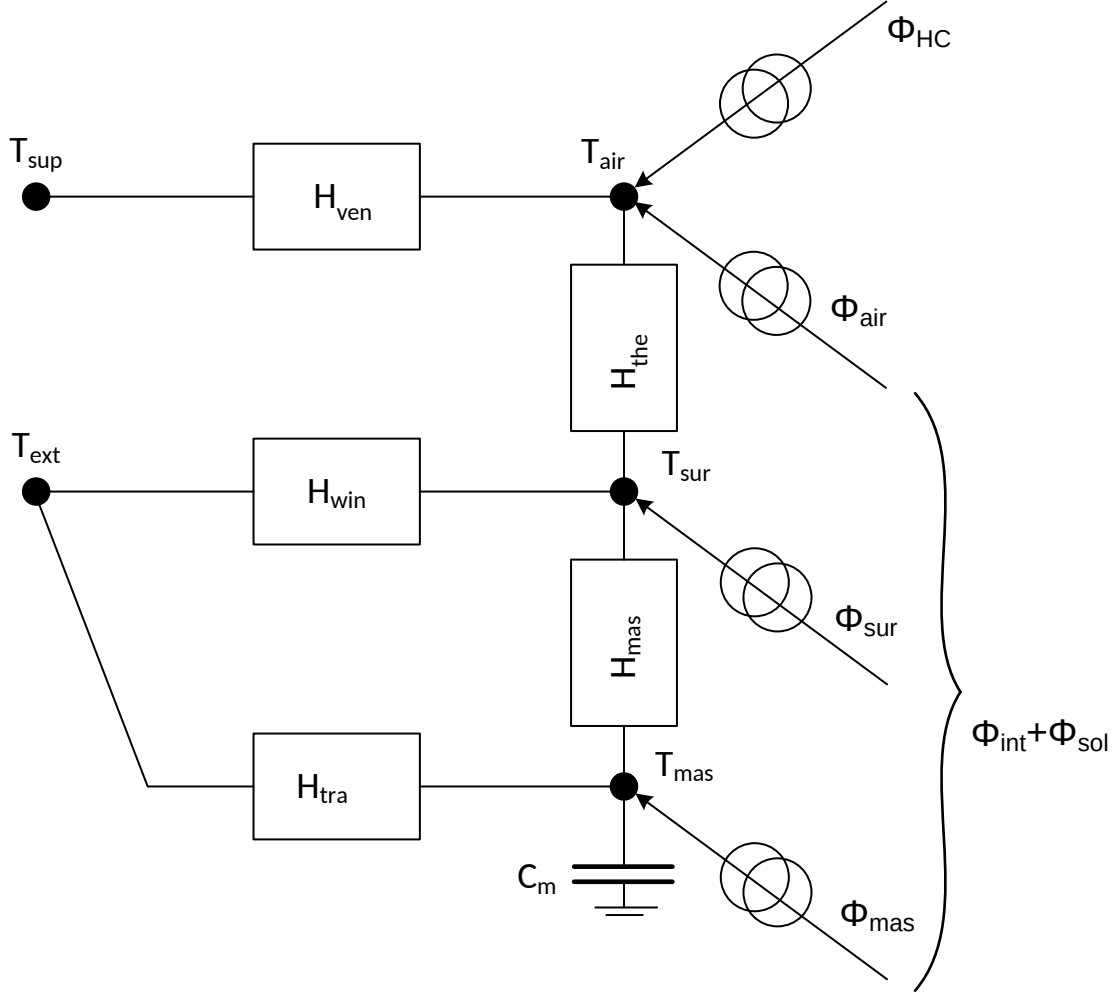 Φ_HC
T_sup
H_ven
T_air
Φ_air
H_the
T_ext
H_win
T_sur
Φ_sur
H_mas
Φ_int+Φ_sol
T_mas
H_tra
C_m
Φ_mas